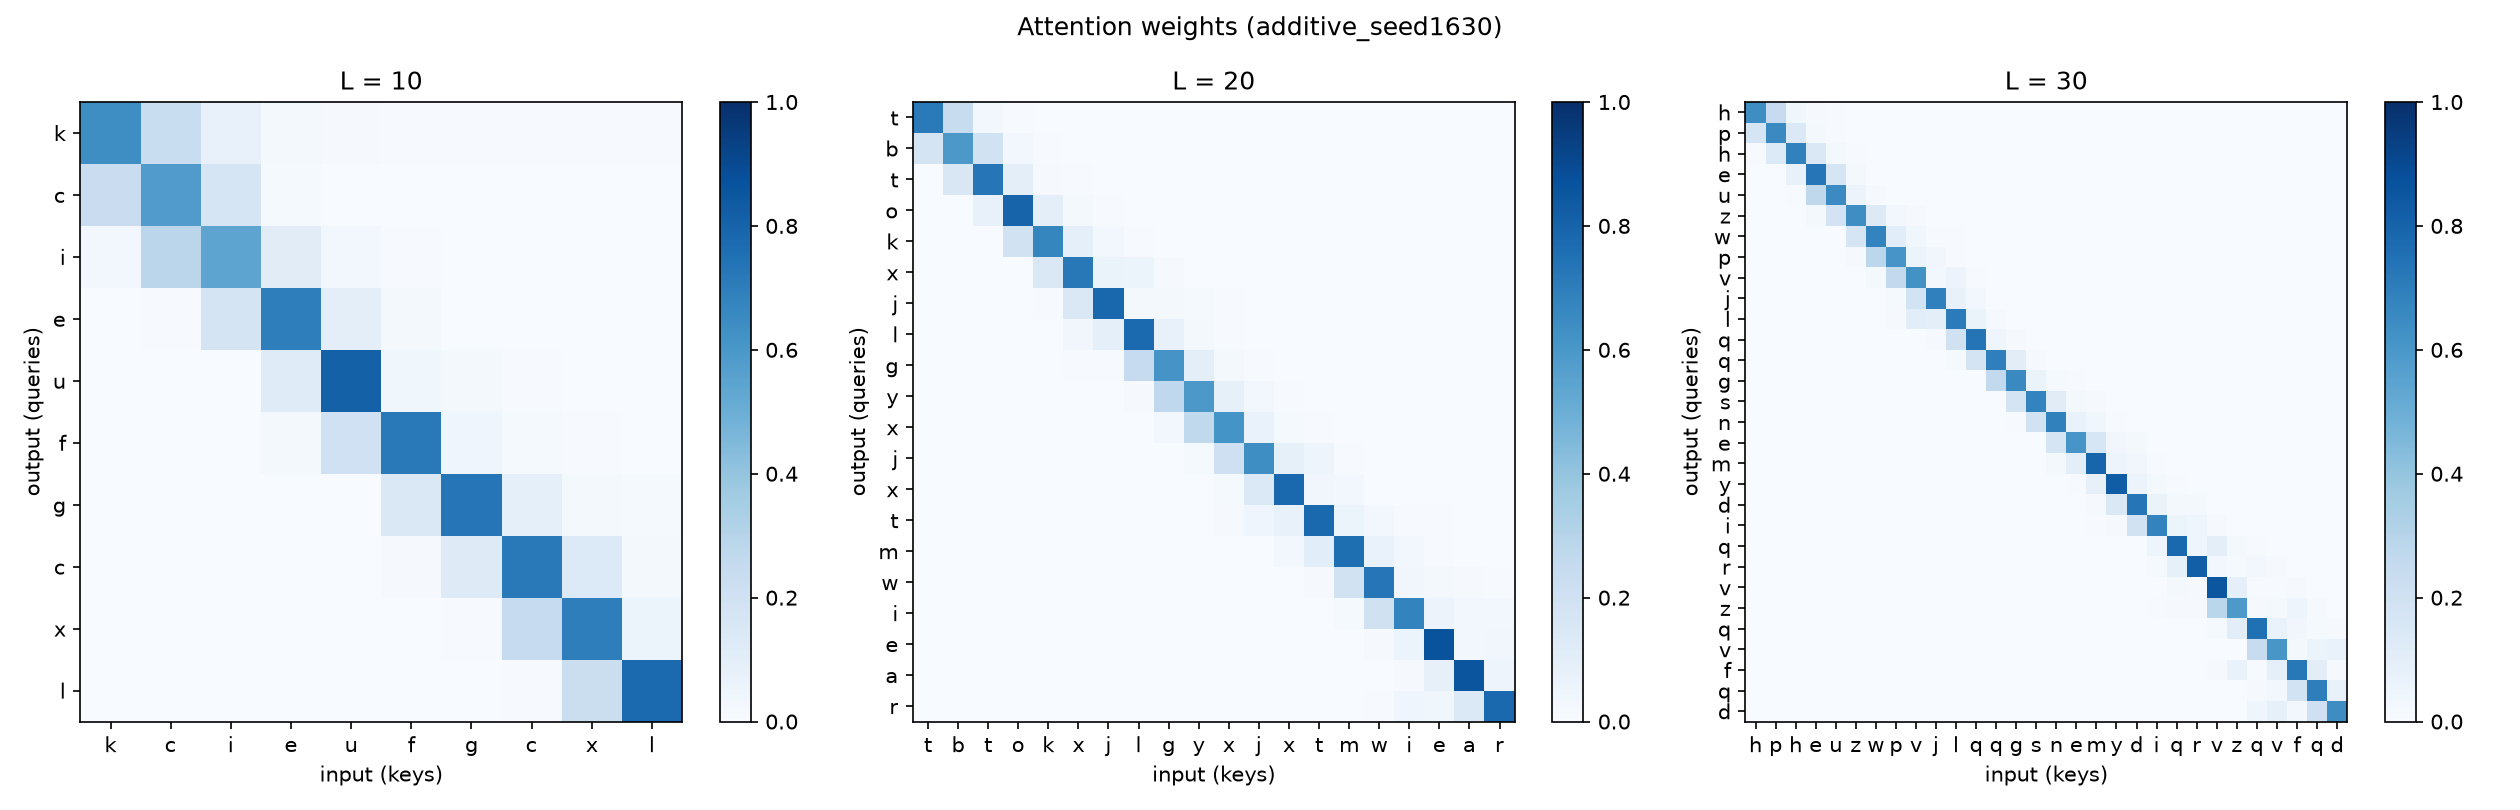 Attention weights (additive_seed1630)
L = 10
k
c
i
e
u
f
g
c
x
l
output (queries)
k c i e u f g c x l
input (keys)
1.0
0.8
0.6
0.4
0.2
0.0
L = 20
t
b
t
o
k
x
j
l
g
y
x
j
x
t
m
w
i
e
a
r
output (queries)
t b t o k x j l g y x j x t m w i e a r
input (keys)
1.0
0.8
0.6
0.4
0.2
0.0
L = 30
h
p
h
e
u
z
w
p
v
j
l
q
q
g
s
n
e
m
y
d
i
q
r
v
z
q
v
f
q
d
output (queries)
h p h e u z w p v j l q q g s n e m y d i q r v z q v f q d
input (keys)
1.0
0.8
0.6
0.4
0.2
0.0